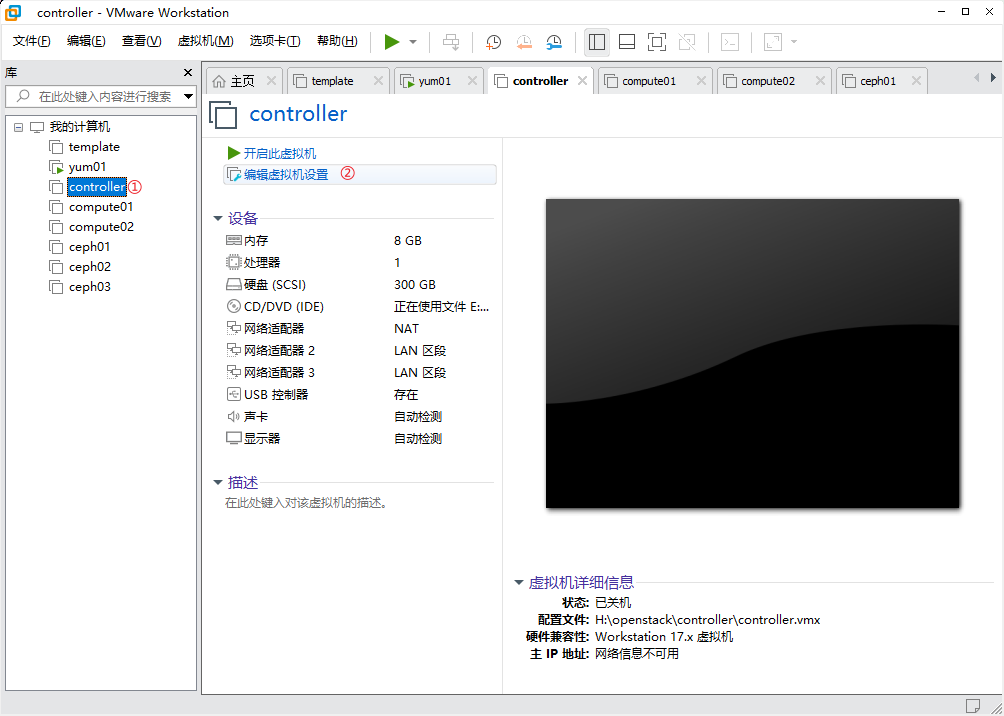 controller - VMware Workstation
文件(F) 编辑(E) 查看(V) 虚拟机(M) 选项卡(T) 帮助(H)
库
在此处键入内容进行搜索
我的计算机
template
yum01
controller ①
compute01
compute02
ceph01
ceph02
ceph03
主页 template yum01 controller compute01 compute02 ceph01
controller
开启此虚拟机
编辑虚拟机设置 ②
设备
内存 8 GB
处理器 1
硬盘 (SCSI) 300 GB
CD/DVD (IDE) 正在使用文件 E:...
网络适配器 NAT
网络适配器 2 LAN 区段
网络适配器 3 LAN 区段
USB 控制器 存在
声卡 自动检测
显示器 自动检测
描述
在此处键入对该虚拟机的描述。
虚拟机详细信息
状态: 已关机
配置文件: H:\openstack\controller\controller.vmx
硬件兼容性: Workstation 17.x 虚拟机
主 IP 地址: 网络信息不可用